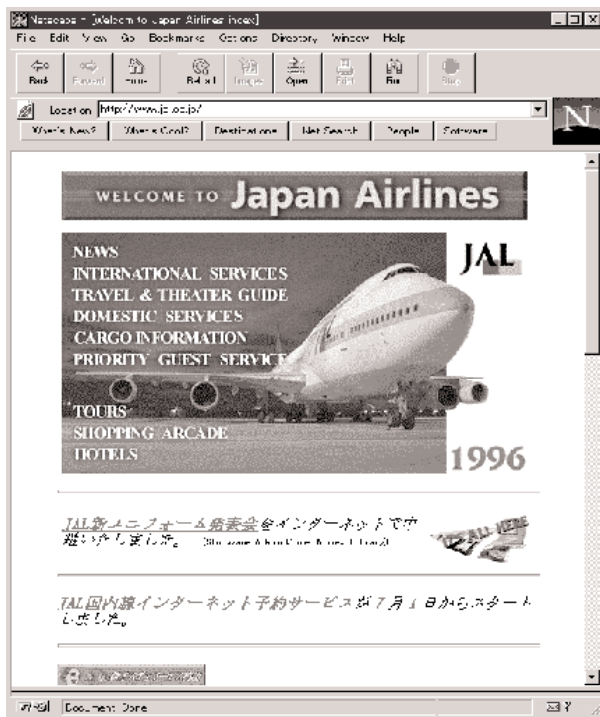 Netscape - [Welcom to Japan Airlines index]
File Edit View Go Bookmarks Options Directory Window Help
Back Forward Home Reload Images Open Print Find Stop
Location http://www.jal.co.jp/
What's New? What's Cool? Destinations Net Search People Software
N
WELCOME TO Japan Airlines
JAL
NEWS
INTERNATIONAL SERVICES
TRAVEL & THEATER GUIDE
DOMESTIC SERVICES
CARGO INFORMATION
PRIORITY GUEST SERVICE
TOURS
SHOPPING ARCADE
HOTELS
1996
JAL新ユニフォーム発表会をインターネットで中
継いたしました。
JAL国内線インターネット予約サービスが7月1日からスタート
しました。
Document Done